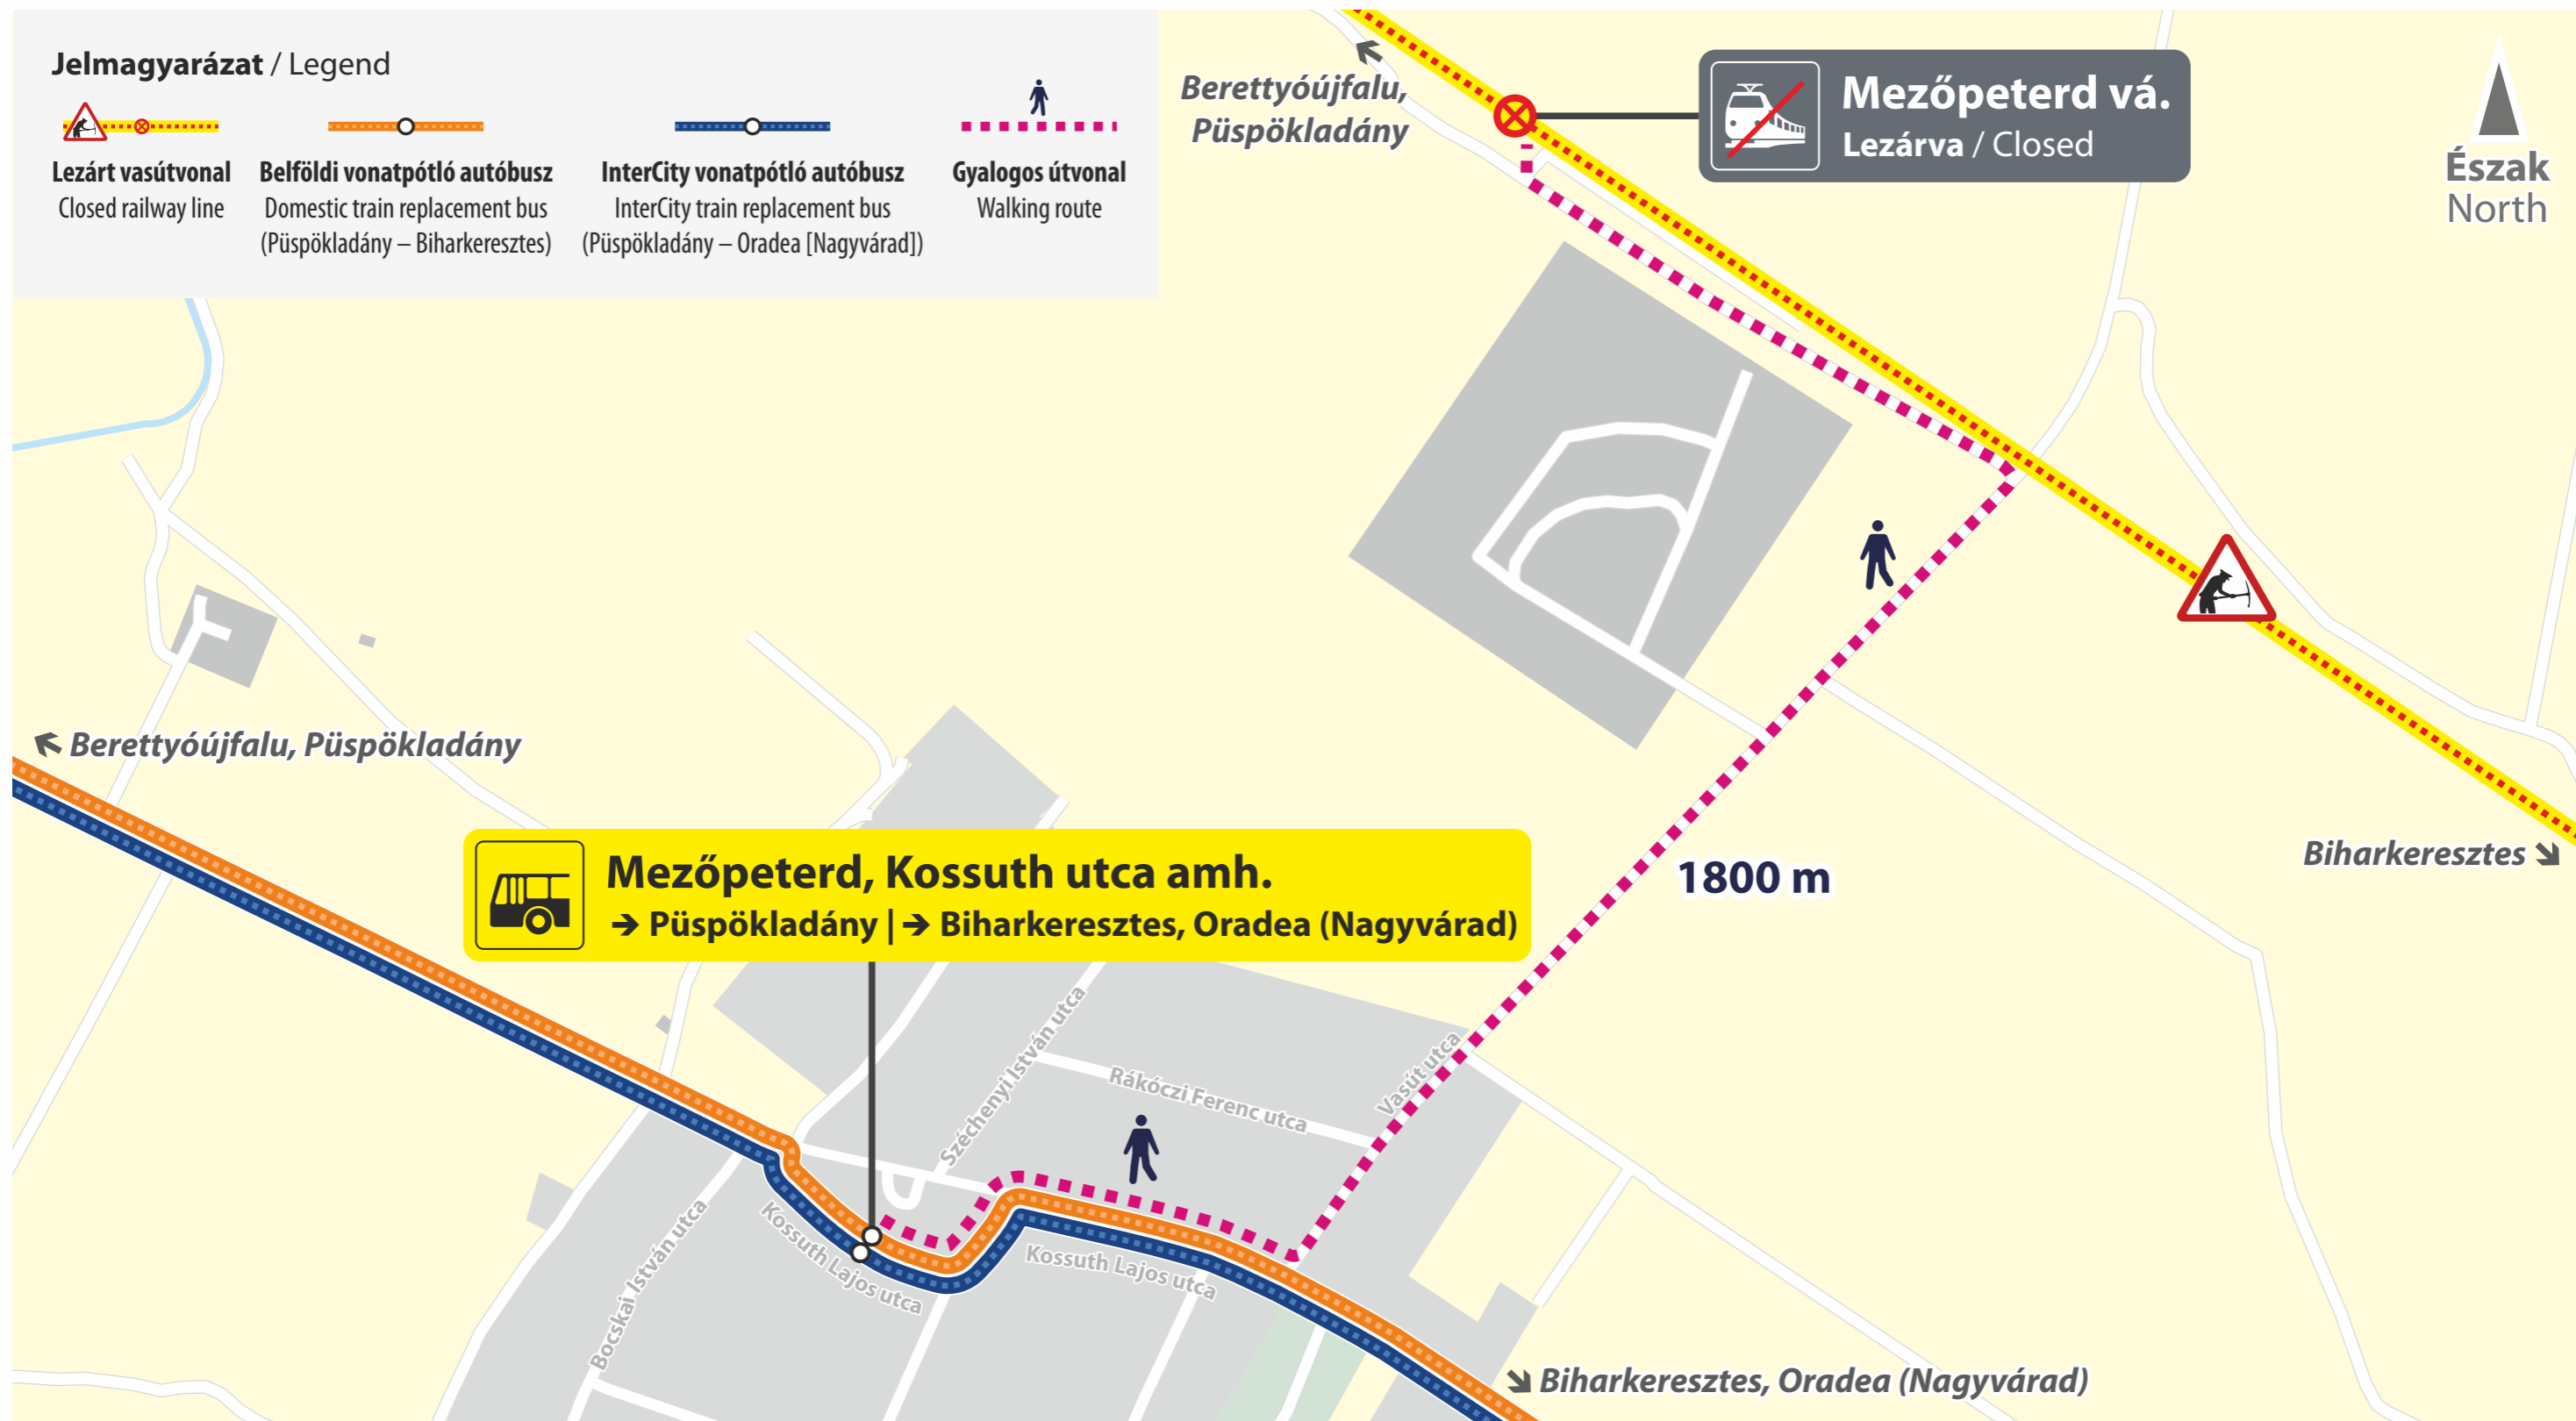 Jelmagyarázat / Legend
Lezárt vasútvonal
Closed railway line
Belföldi vonatpótló autóbusz
Domestic train replacement bus
(Püspökladány – Biharkeresztes)
InterCity vonatpótló autóbusz
InterCity train replacement bus
(Püspökladány – Oradea [Nagyvárad])
Gyalogos útvonal
Walking route
Berettyóújfalu,
Püspökladány
Mezőpeterd vá.
Lezárva / Closed
Észak
North
Berettyóújfalu, Püspökladány
Mezőpeterd, Kossuth utca amh.
→ Püspökladány | → Biharkeresztes, Oradea (Nagyvárad)
1800 m
Biharkeresztes
Széchenyi István utca
Rákóczi Ferenc utca
Vasút utca
Bocskai István utca
Kossuth Lajos utca
Kossuth Lajos utca
Biharkeresztes, Oradea (Nagyvárad)